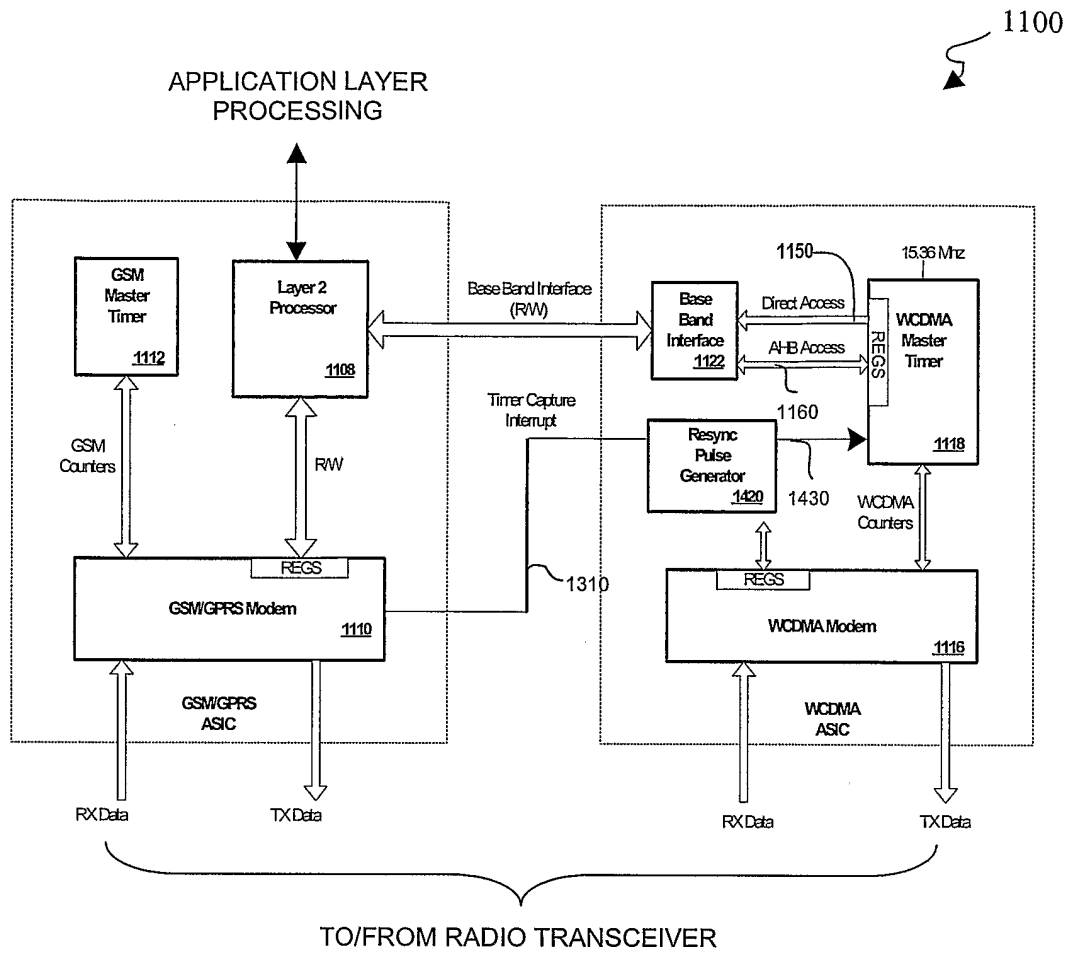 1100
APPLICATION LAYER
PROCESSING
GSM
Master
Timer
1112
Layer 2
Processor
1108
Base Band Interface
(R/W)
Base
Band
Interface
1122
1150
Direct Access
AHB Access
1160
15.36 Mhz
WCDMA
Master
Timer
REGS
1118
GSM
Counters
R/W
Timer Capture
Interrupt
Resync
Pulse
Generator
1420
1430
WCDMA
Counters
REGS
GSM/GPRS Modem
1110
1310
REGS
WCDMA Modem
1116
GSM/GPRS
ASIC
WCDMA
ASIC
RX Data
TX Data
RX Data
TX Data
TO/FROM RADIO TRANSCEIVER